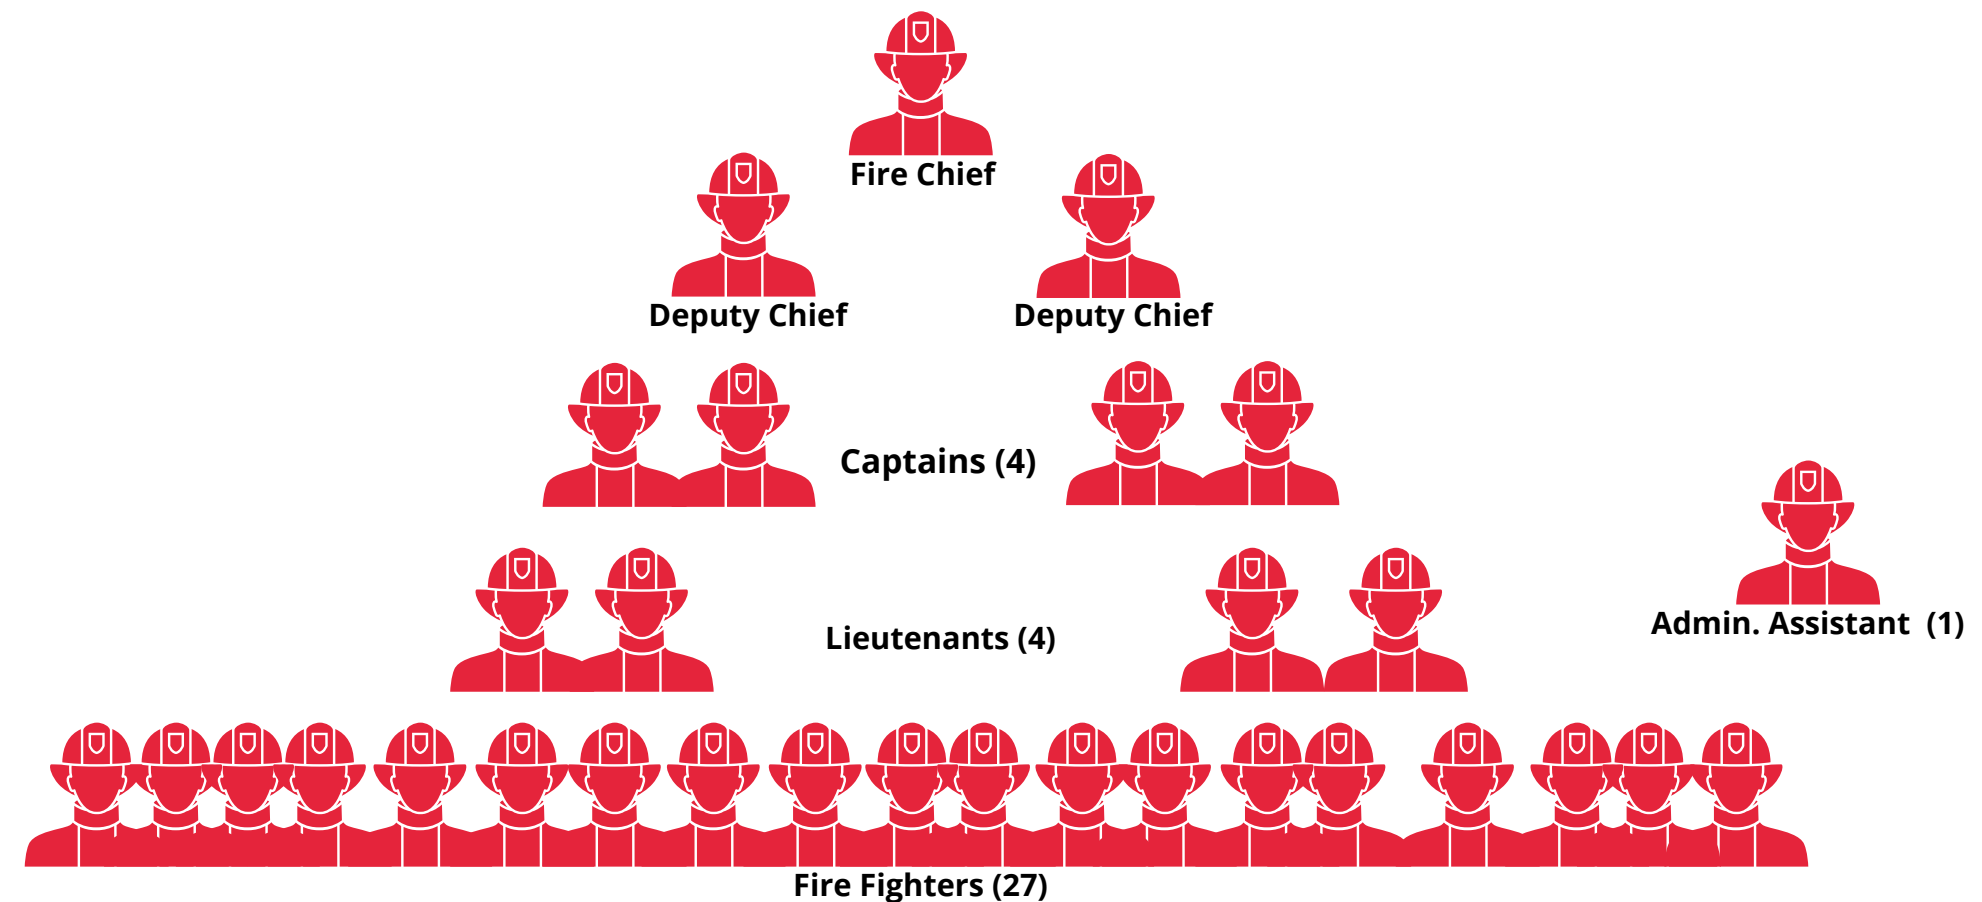 Fire Chief
Deputy Chief
Deputy Chief
Captains (4)
Lieutenants (4)
Admin. Assistant (1)
Fire Fighters (27)